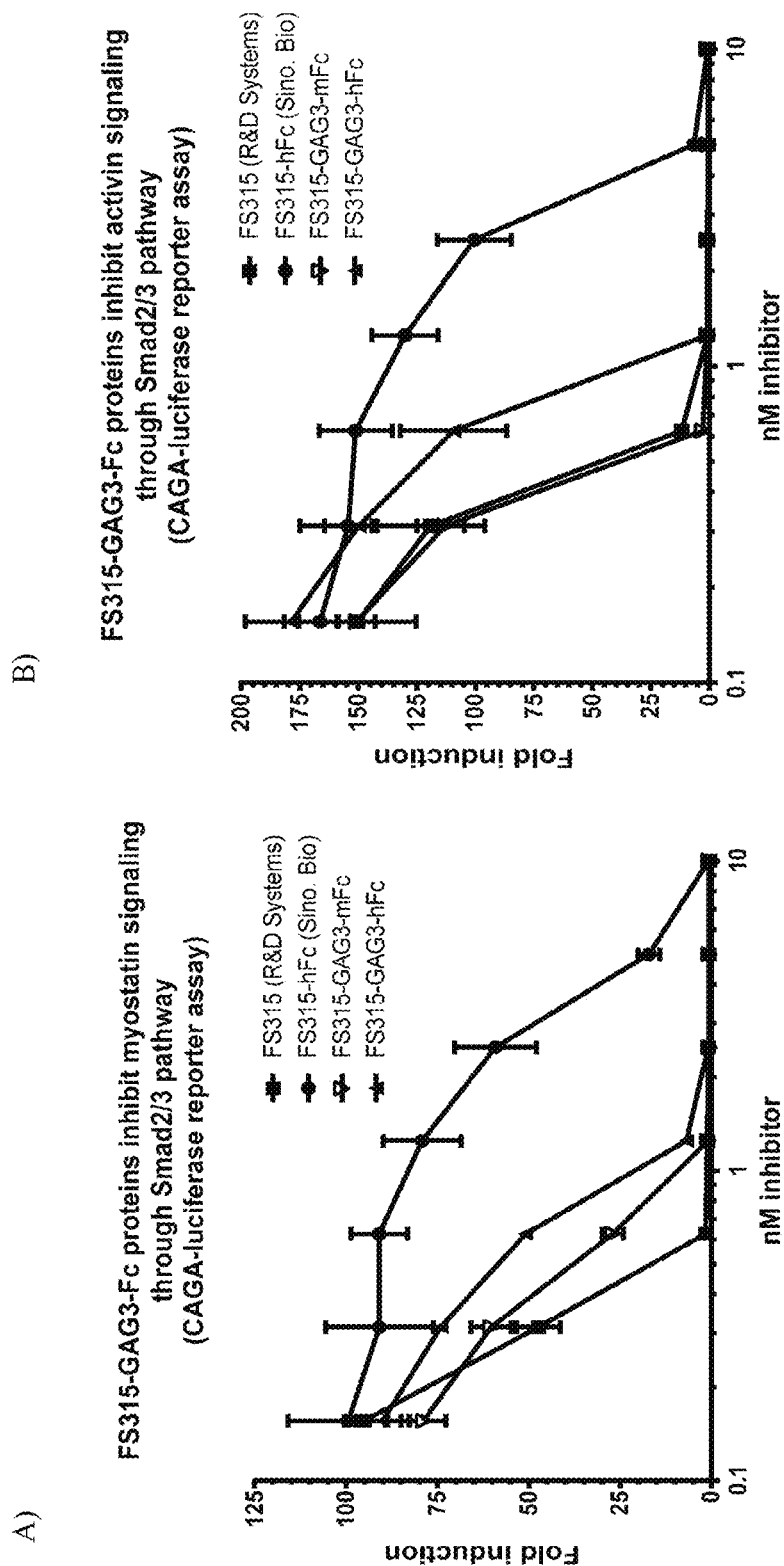 A)
FS315-GAG3-Fc proteins inhibit myostatin signaling
through Smad2/3 pathway
(CAGA-luciferase reporter assay)
FS315 (R&D Systems)
FS315-hFc (Sino. Bio)
FS315-GAG3-mFc
FS315-GAG3-hFc
Fold induction
125
100
75
50
25
0
0.1
1
10
nM inhibitor
B)
FS315-GAG3-Fc proteins inhibit activin signaling
through Smad2/3 pathway
(CAGA-luciferase reporter assay)
FS315 (R&D Systems)
FS315-hFc (Sino. Bio)
FS315-GAG3-mFc
FS315-GAG3-hFc
Fold induction
200
175
150
125
100
75
50
25
0
0.1
1
10
nM inhibitor